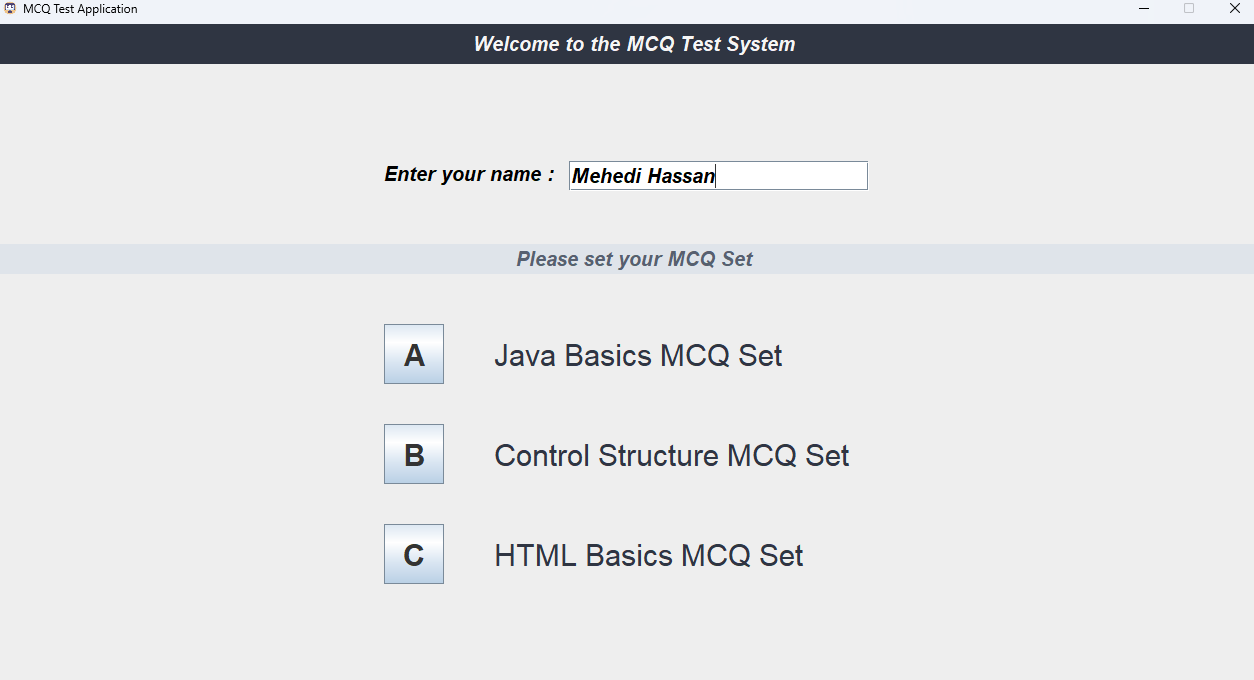 MCQ Test Application
Welcome to the MCQ Test System
Enter your name : Mehedi Hassan
Please set your MCQ Set
A Java Basics MCQ Set
B Control Structure MCQ Set
C HTML Basics MCQ Set